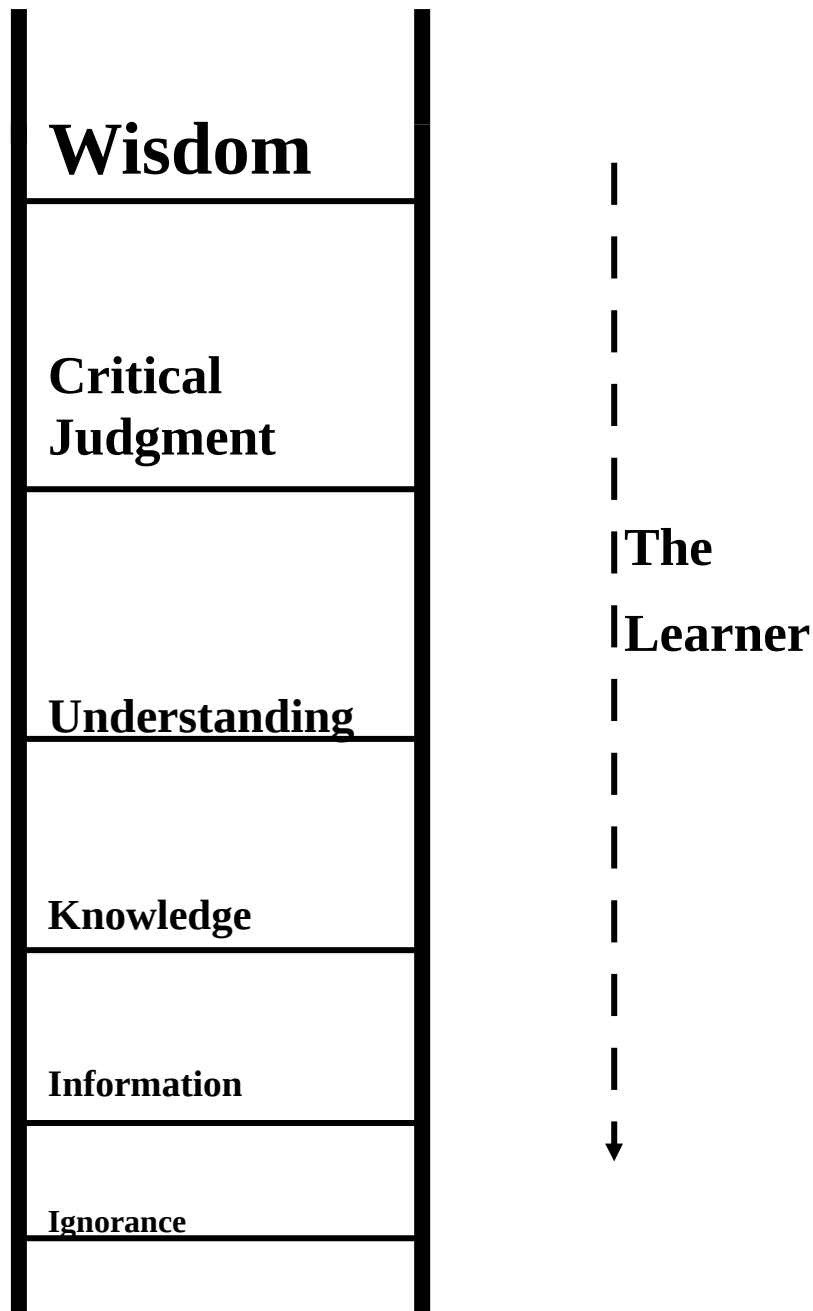 Wisdom
Critical
Judgment
Understanding
Knowledge
Information
Ignorance
The
Learner